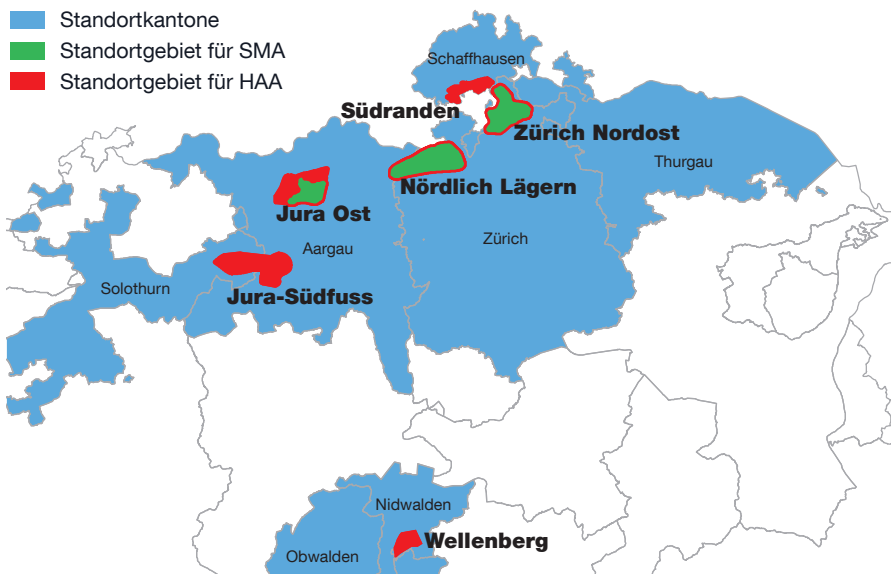 Standortkantone
Standortgebiet für SMA
Standortgebiet für HAA
Schaffhausen
Südranden
Zürich Nordost
Thurgau
Nördlich Lägern
Jura Ost
Zürich
Aargau
Solothurn
Jura-Südfuss
Nidwalden
Wellenberg
Obwalden